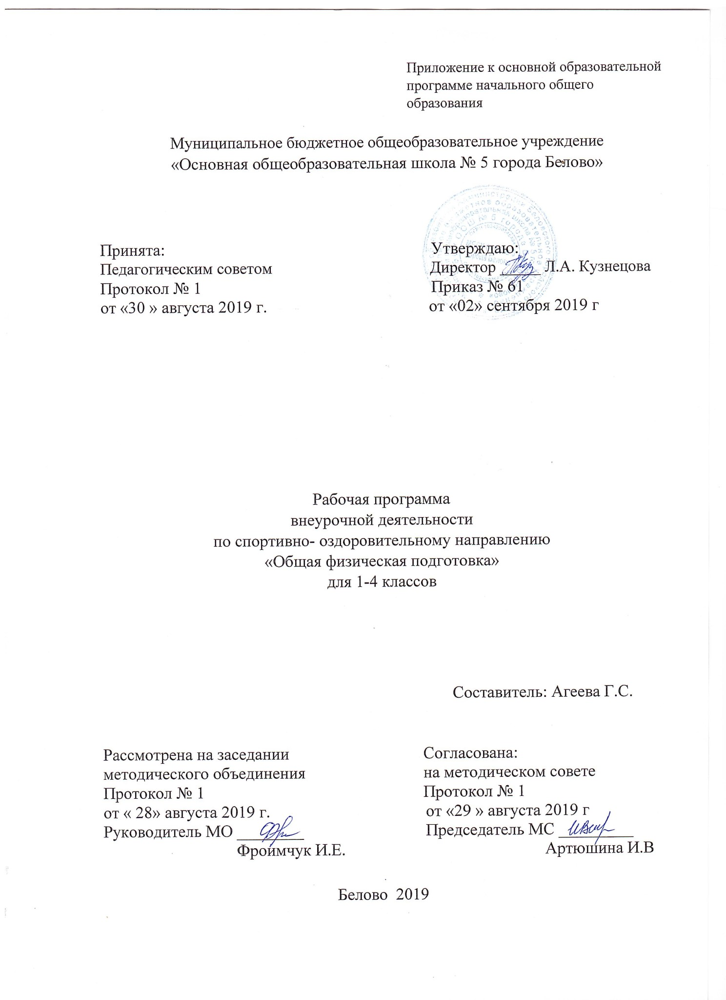 Приложение к основной образовательной
программе начального общего
образования
Муниципальное бюджетное общеобразовательное учреждение
«Основная общеобразовательная школа № 5 города Белово»
Принята:
Педагогическим советом
Протокол № 1
от «30 » августа 2019 г.
Утверждаю:
Директор _____ Л.А. Кузнецова
Приказ № 61
от «02» сентября 2019 г
Рабочая программа
внеурочной деятельности
по спортивно- оздоровительному направлению
«Общая физическая подготовка»
для 1-4 классов
Составитель: Агеева Г.С.
Рассмотрена на заседании
методического объединения
Протокол № 1
от « 28» августа 2019 г.
Руководитель МО ________
Фроимчук И.Е.
Согласована:
на методическом совете
Протокол № 1
от «29 » августа 2019 г
Председатель МС _________
Артюшина И.В
Белово 2019